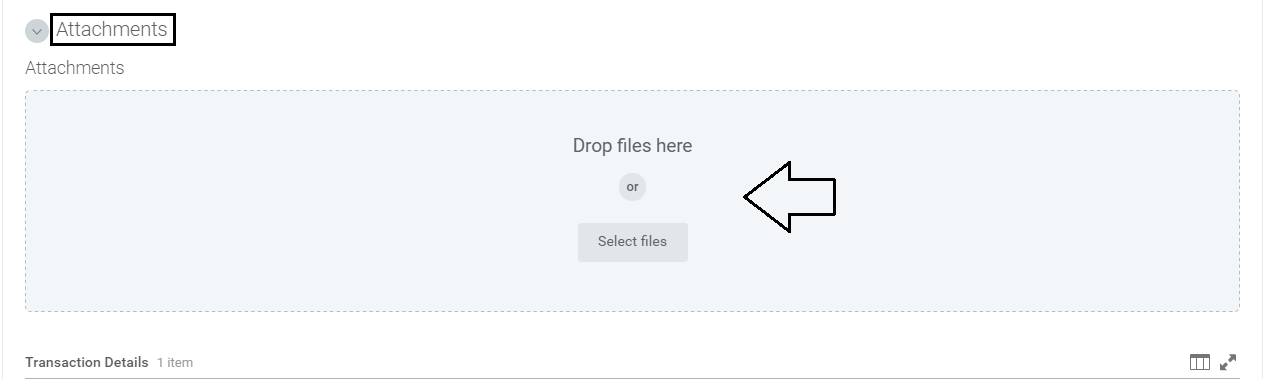 Attachments
Attachments
Drop files here
or
Select files
Transaction Details 1 item